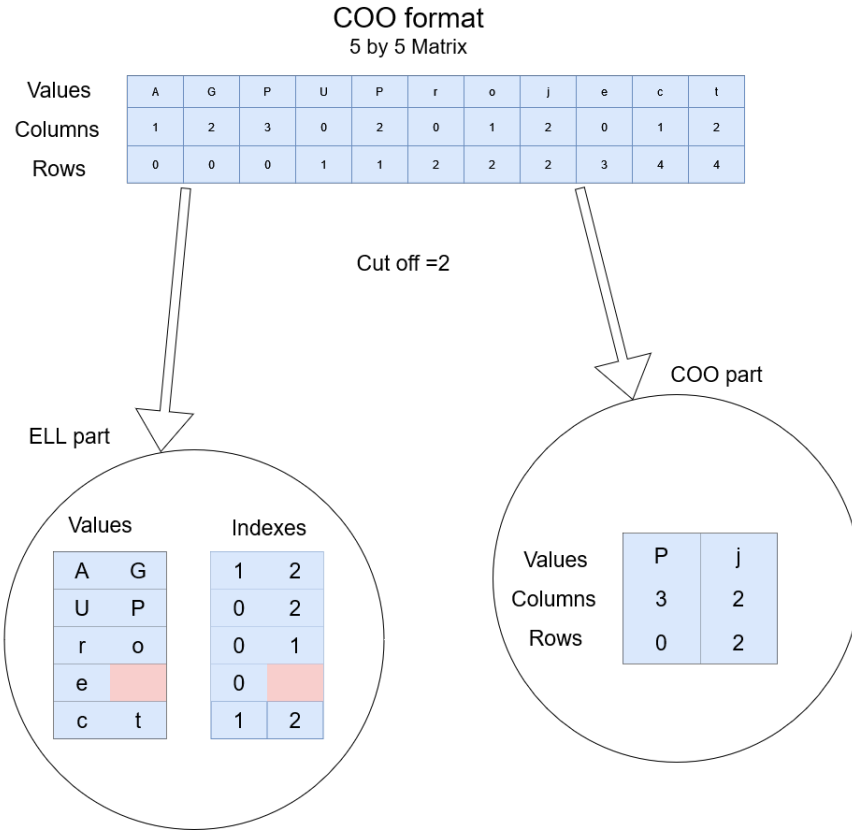 COO format
5 by 5 Matrix
Values A G P U P r o j e c t
Columns 1 2 3 0 2 0 1 2 0 1 2
Rows 0 0 0 1 1 2 2 2 3 4 4
Cut off =2
ELL part
Values
A G
U P
r o
e
c t
Indexes
1 2
0 2
0 1
0
1 2
COO part
Values P j
Columns 3 2
Rows 0 2